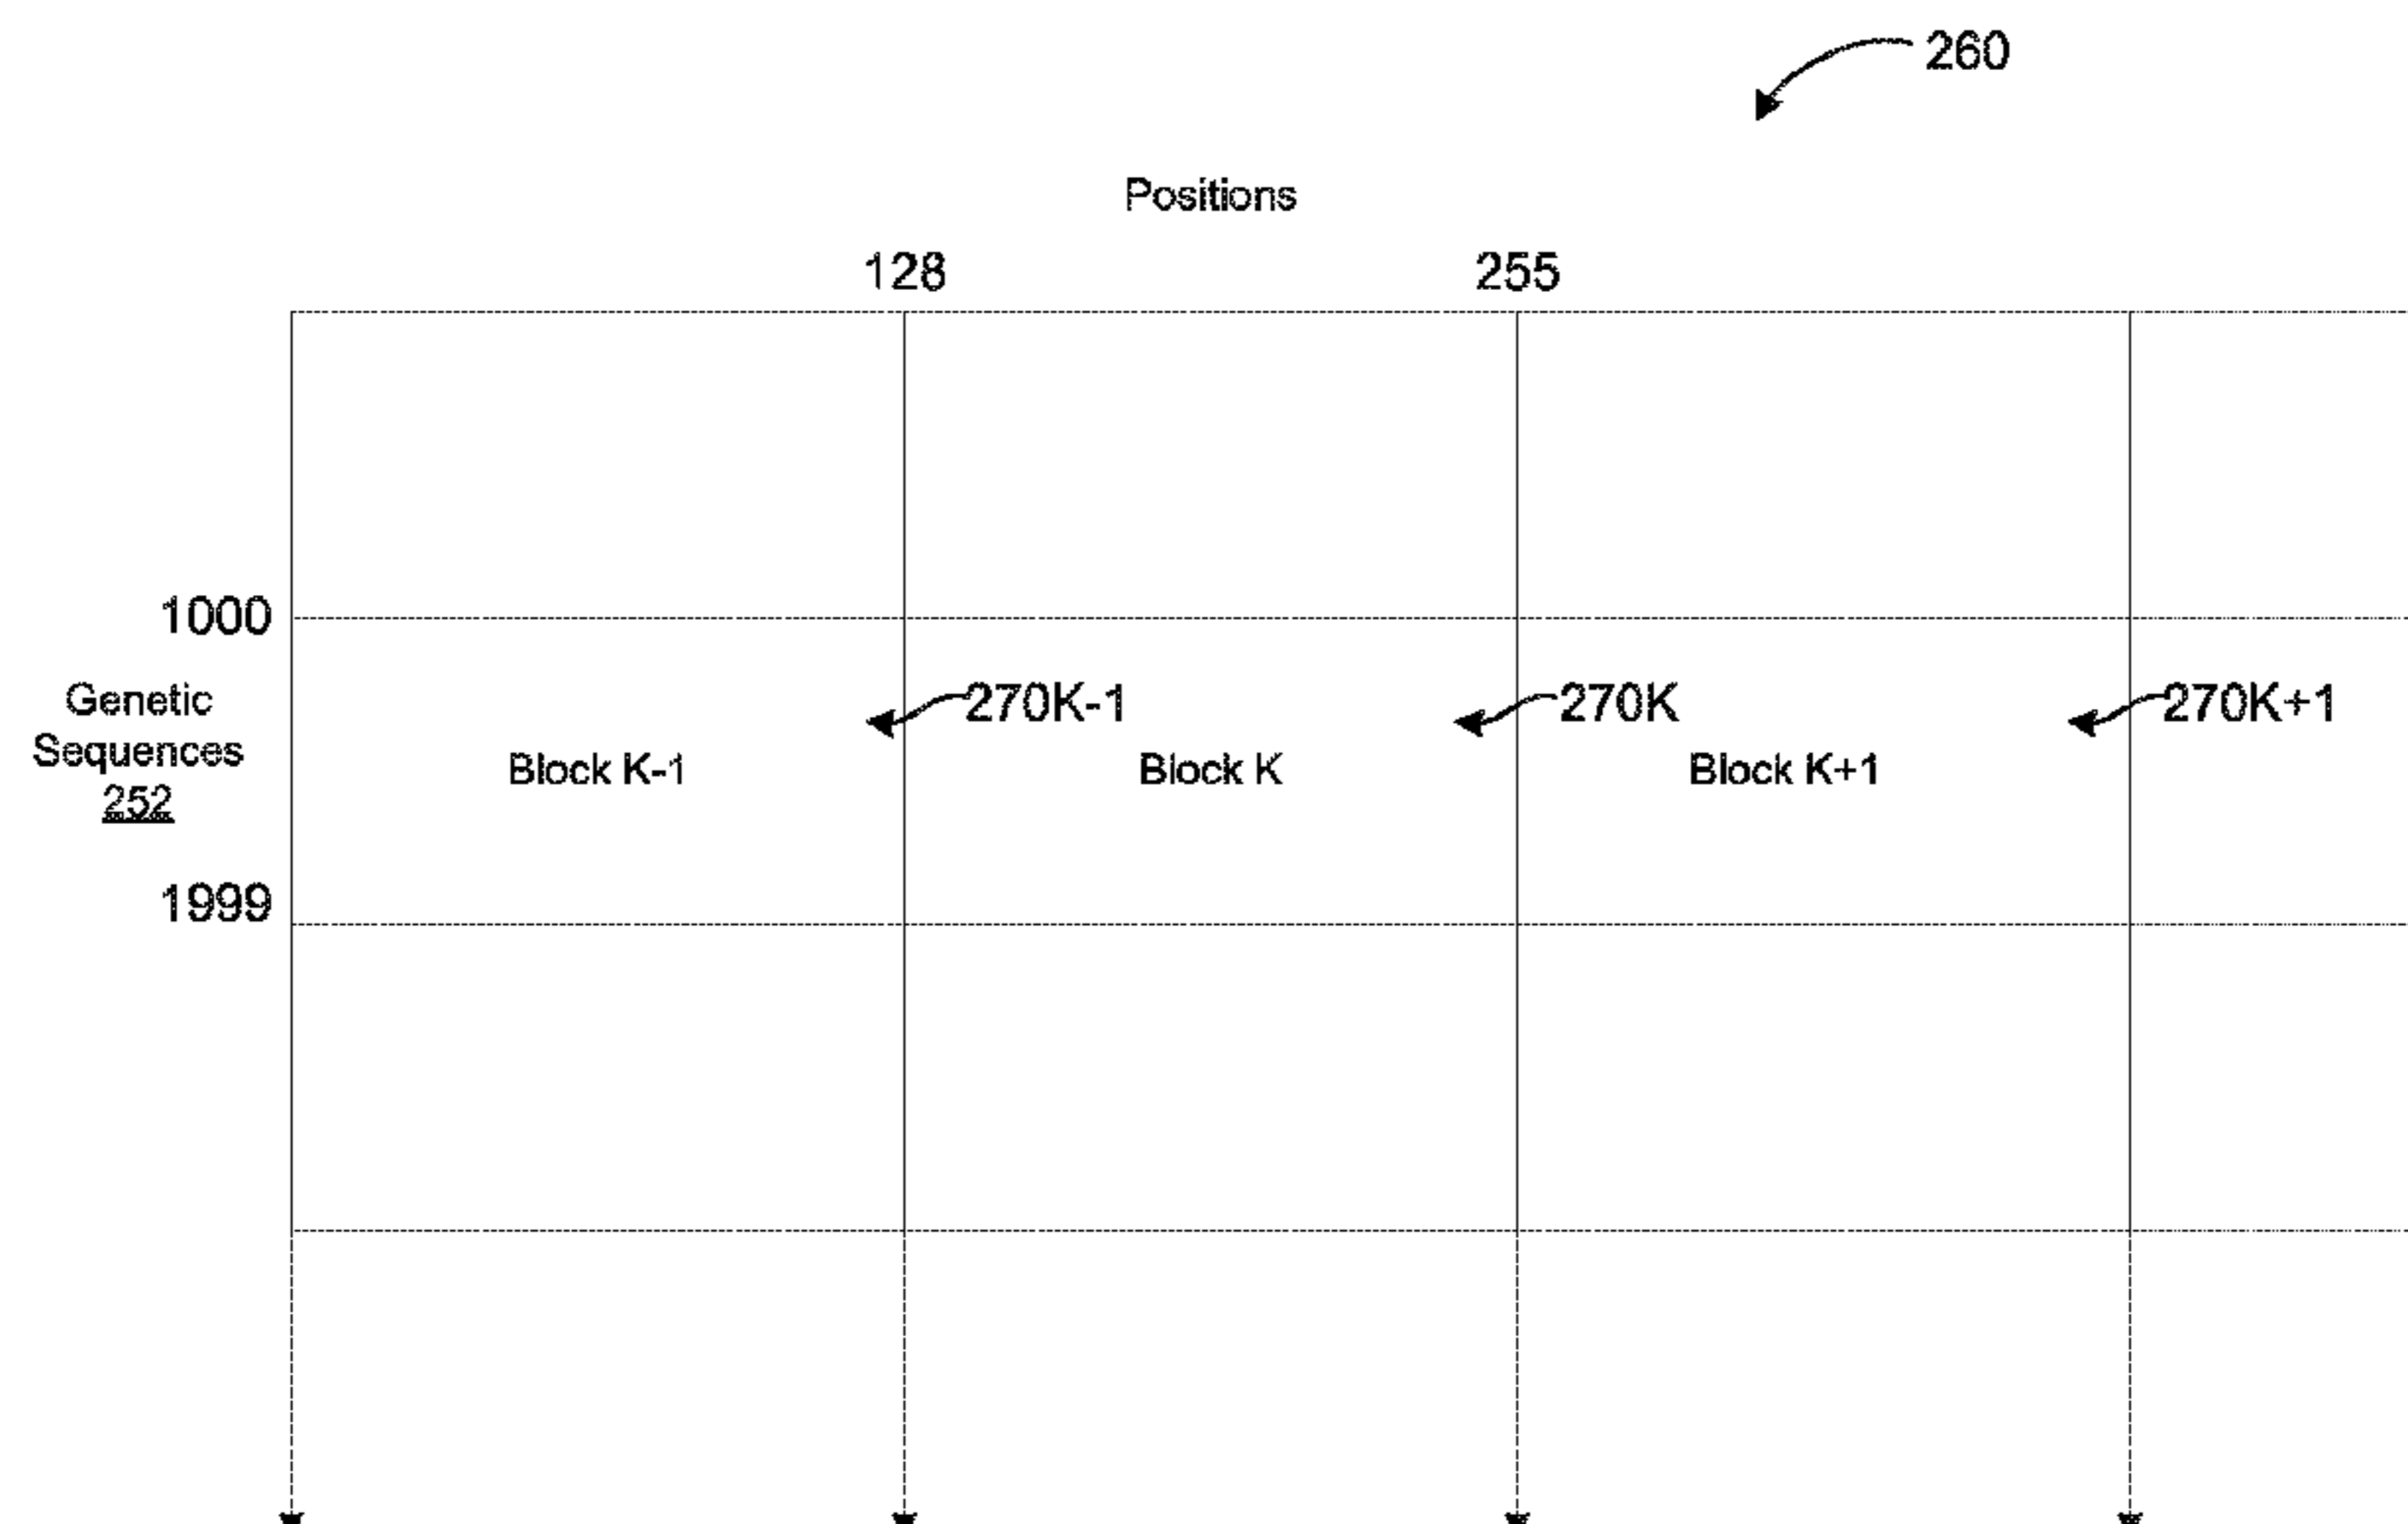 260
Positions
128
255
1000
Genetic
Sequences
252
270K-1
270K
270K+1
Block K-1
Block K
Block K+1
1999